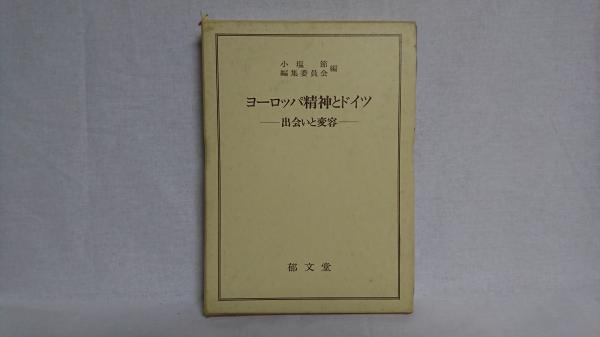 小塩 節
編集委員会 編
ヨーロッパ精神とドイツ
──出会いと変容──
郁文堂